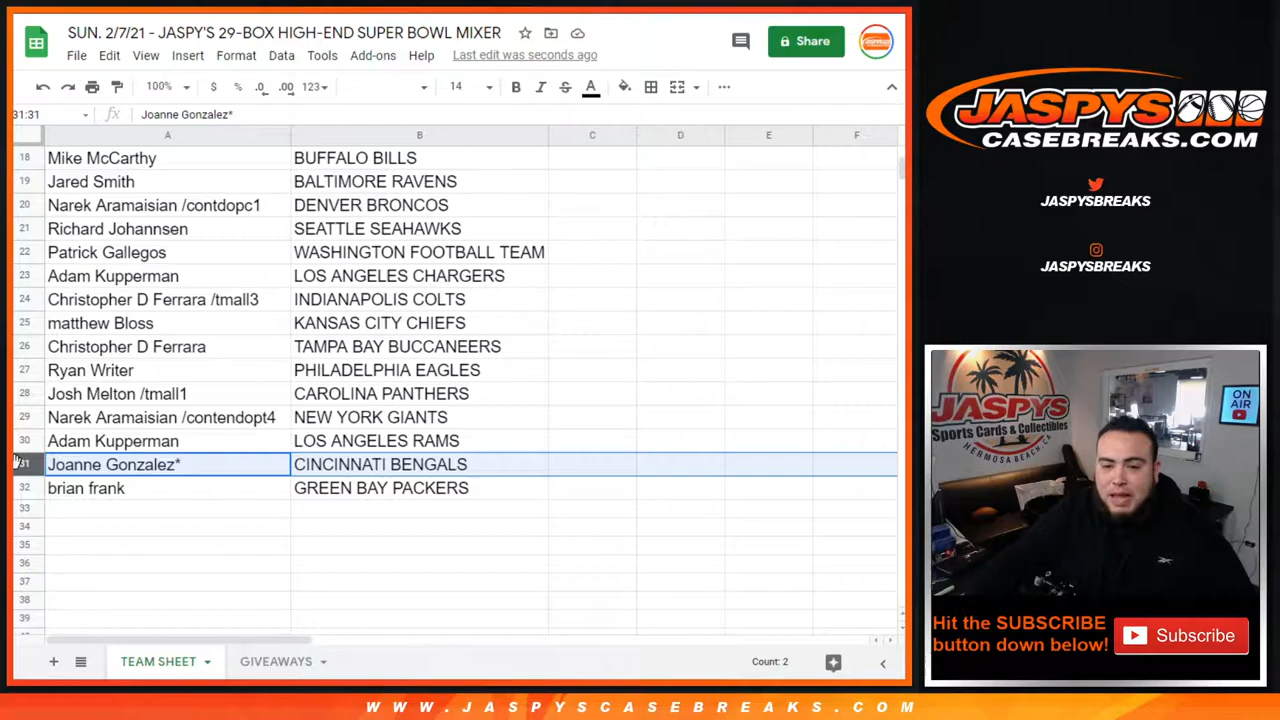 SUN. 2/7/21 - JASPY'S 29-BOX HIGH-END SUPER BOWL MIXER
File Edit View Insert Format Data Tools Add-ons Help Last edit was seconds ago
Share
100% $ % .0 .00 123 14 B I S A
31:31 fx Joanne Gonzalez*
A B C D E F
18 Mike McCarthy BUFFALO BILLS
19 Jared Smith BALTIMORE RAVENS
20 Narek Aramaisian /contdopc1 DENVER BRONCOS
21 Richard Johannsen SEATTLE SEAHAWKS
22 Patrick Gallegos WASHINGTON FOOTBALL TEAM
23 Adam Kupperman LOS ANGELES CHARGERS
24 Christopher D Ferrara /tmall3 INDIANAPOLIS COLTS
25 matthew Bloss KANSAS CITY CHIEFS
26 Christopher D Ferrara TAMPA BAY BUCCANEERS
27 Ryan Writer PHILADELPHIA EAGLES
28 Josh Melton /tmall1 CAROLINA PANTHERS
29 Narek Aramaisian /contendopt4 NEW YORK GIANTS
30 Adam Kupperman LOS ANGELES RAMS
31 Joanne Gonzalez* CINCINNATI BENGALS
32 brian frank GREEN BAY PACKERS
33
34
35
36
37
38
39
TEAM SHEET GIVEAWAYS Count: 2
JASPYS
CASEBREAKS.COM
JASPYSBREAKS
JASPYSBREAKS
JASPYS
Sports Cards & Collectibles
HERMOSA BEACH, CA
ON AIR
Hit the SUBSCRIBE
button down below!
Subscribe
WWW.JASPYSCASEBREAKS.COM